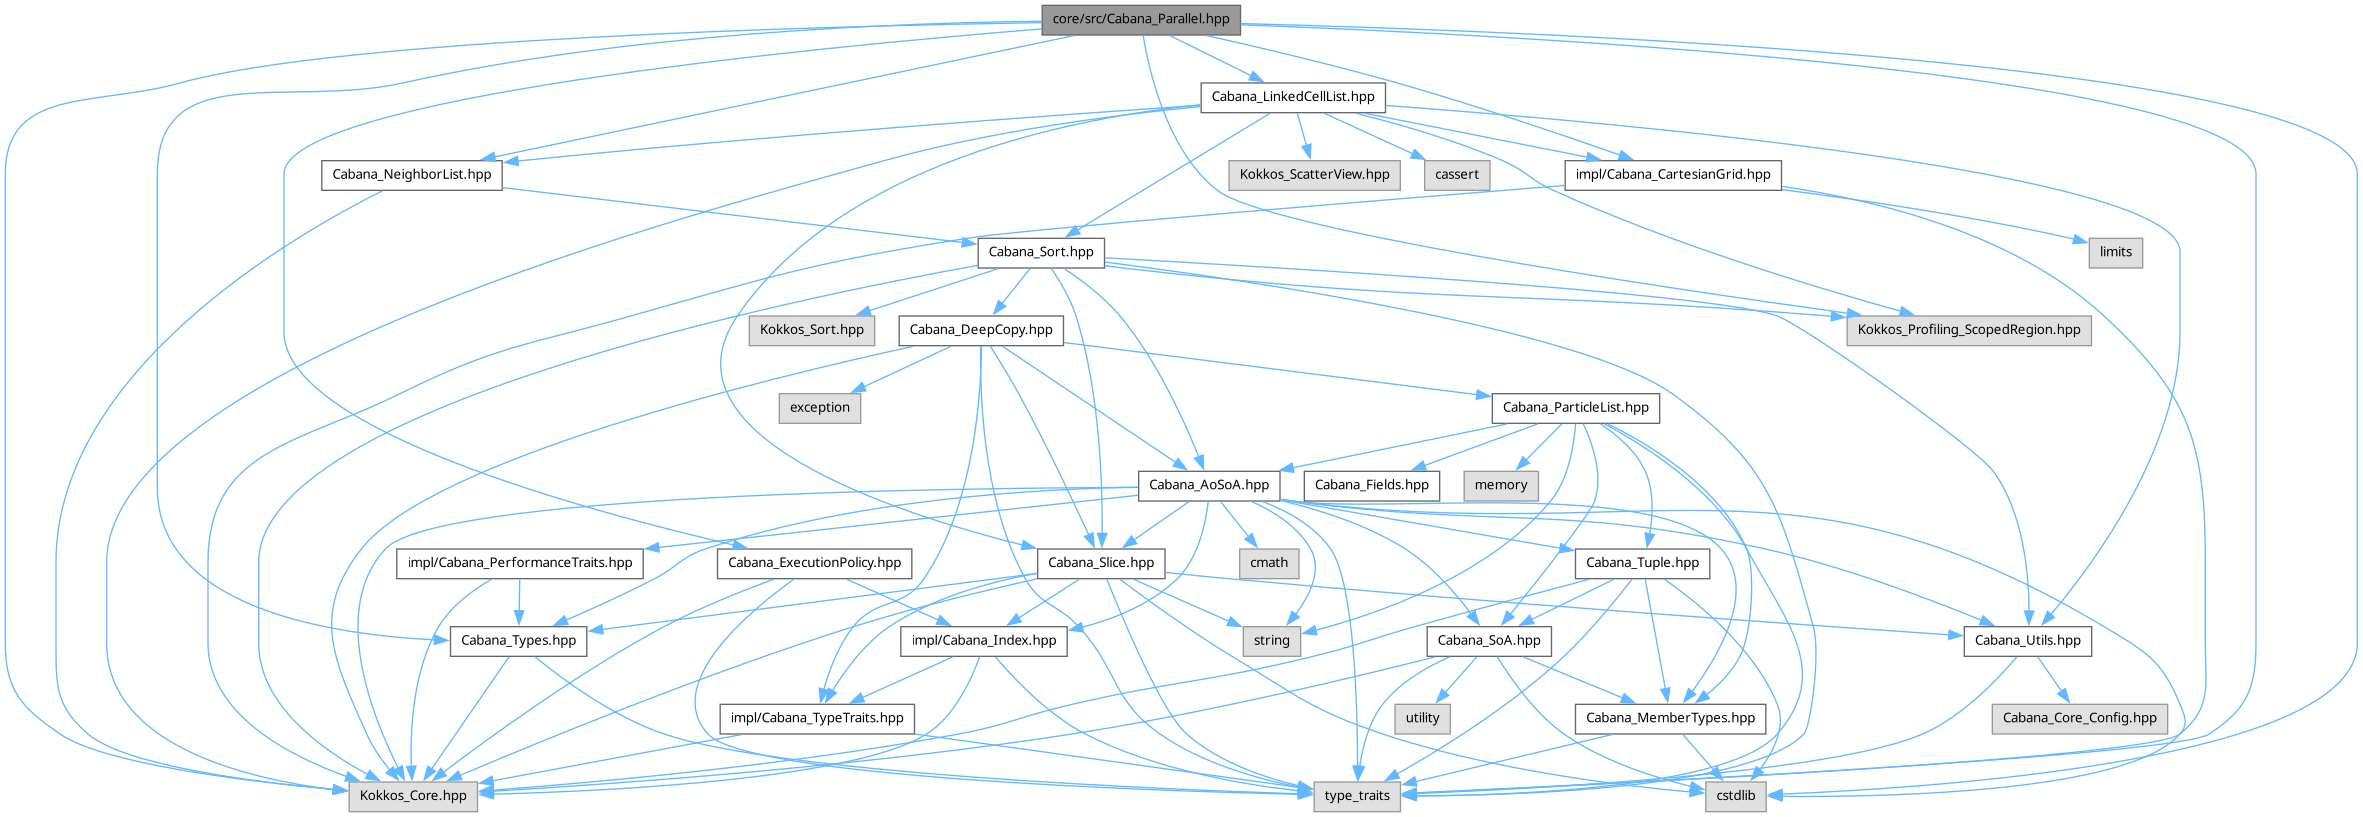 core/src/Cabana_Parallel.hpp
Cabana_LinkedCellList.hpp
Cabana_NeighborList.hpp
Kokkos_ScatterView.hpp
cassert
impl/Cabana_CartesianGrid.hpp
Cabana_Sort.hpp
limits
Kokkos_Sort.hpp
Cabana_DeepCopy.hpp
Kokkos_Profiling_ScopedRegion.hpp
exception
Cabana_ParticleList.hpp
Cabana_AoSoA.hpp
Cabana_Fields.hpp
memory
impl/Cabana_PerformanceTraits.hpp
Cabana_ExecutionPolicy.hpp
Cabana_Slice.hpp
cmath
Cabana_Tuple.hpp
Cabana_Types.hpp
impl/Cabana_Index.hpp
string
Cabana_SoA.hpp
Cabana_Utils.hpp
impl/Cabana_TypeTraits.hpp
utility
Cabana_MemberTypes.hpp
Cabana_Core_Config.hpp
Kokkos_Core.hpp
type_traits
cstdlib